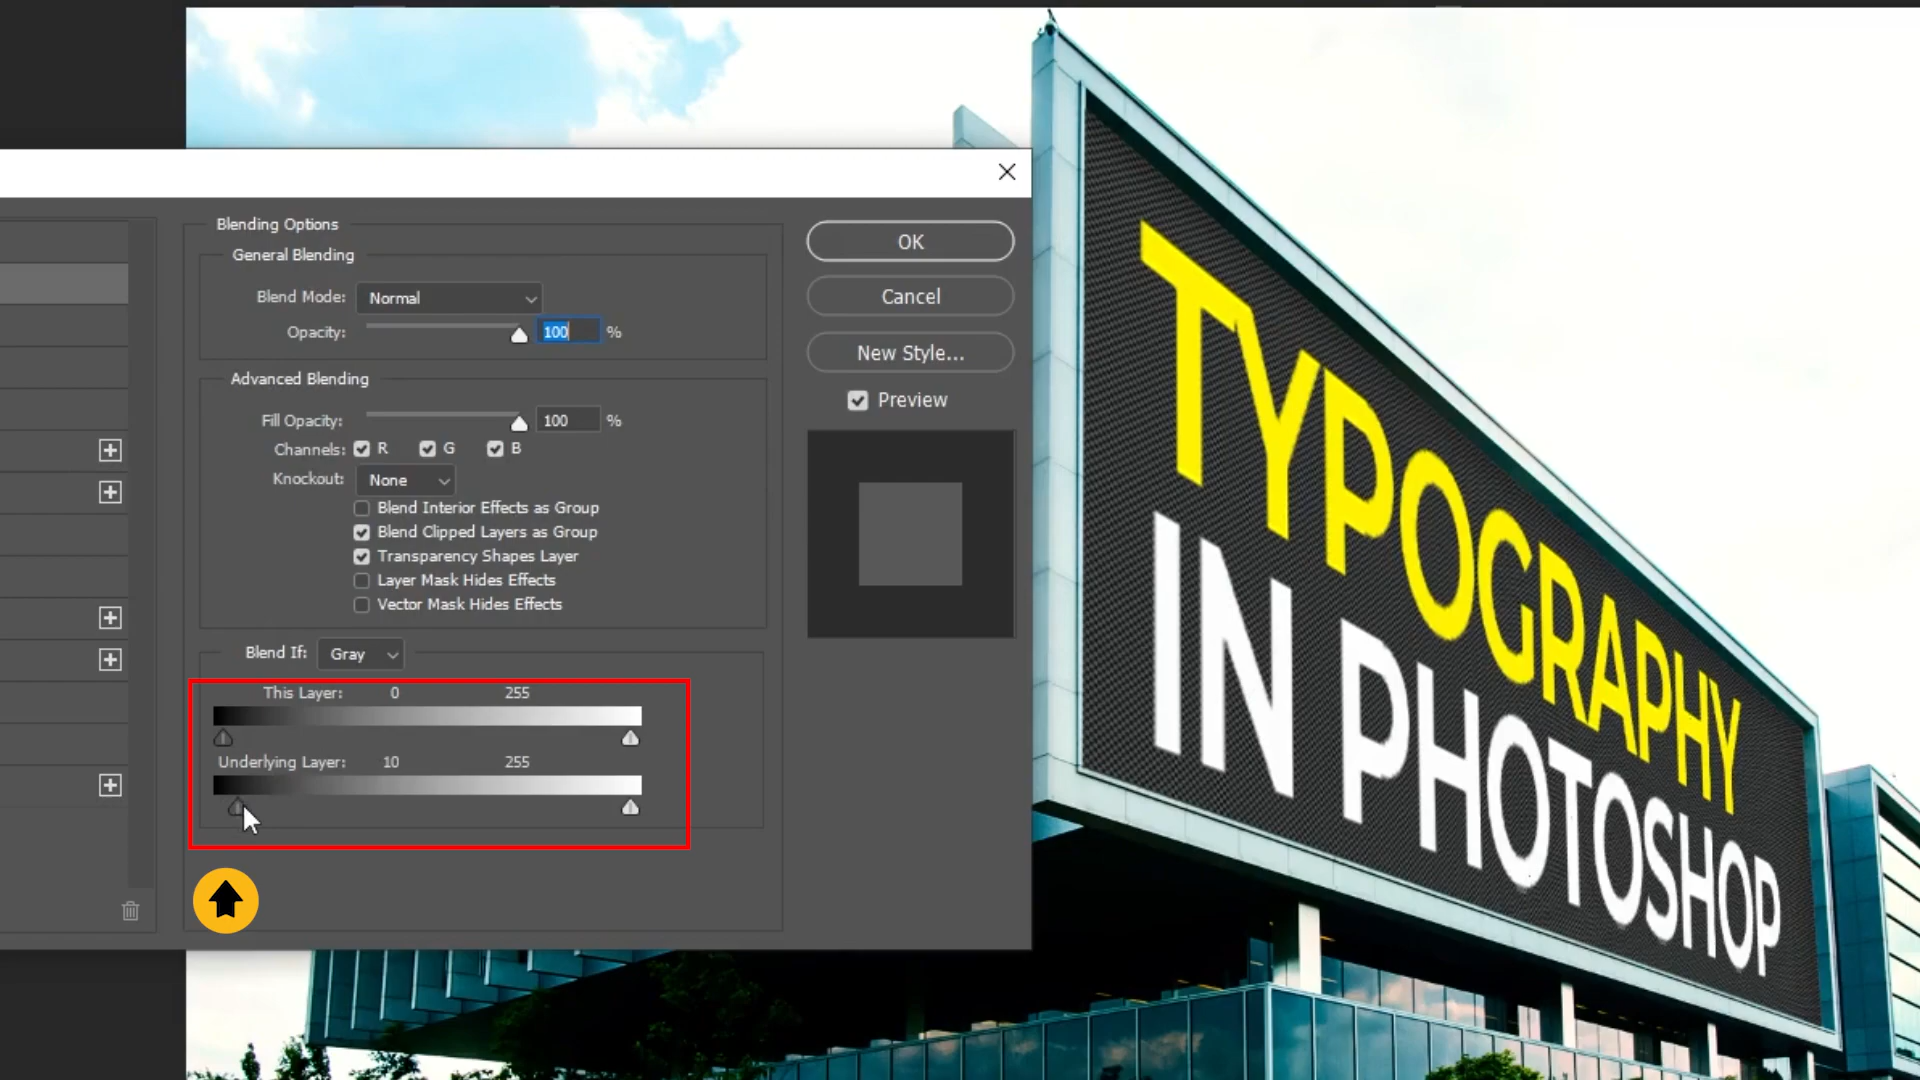 Blending Options
General Blending
Blend Mode: Normal
Opacity: 100 %
Advanced Blending
Fill Opacity: 100 %
Channels: R G B
Knockout: None
Blend Interior Effects as Group
Blend Clipped Layers as Group
Transparency Shapes Layer
Layer Mask Hides Effects
Vector Mask Hides Effects
Blend If: Gray
This Layer: 0 255
Underlying Layer: 10 255
OK
Cancel
New Style...
Preview
TYPOGRAPHY
IN PHOTOSHOP